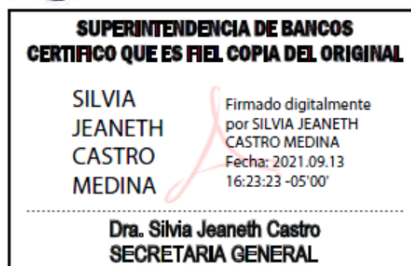 SUPERINTENDENCIA DE BANCOS
CERTIFICO QUE ES FIEL COPIA DEL ORIGINAL
SILVIA
JEANETH
CASTRO
MEDINA
Firmado digitalmente
por SILVIA JEANETH
CASTRO MEDINA
Fecha: 2021.09.13
16:23:23 -05'00'
Dra. Silvia Jeaneth Castro
SECRETARIA GENERAL